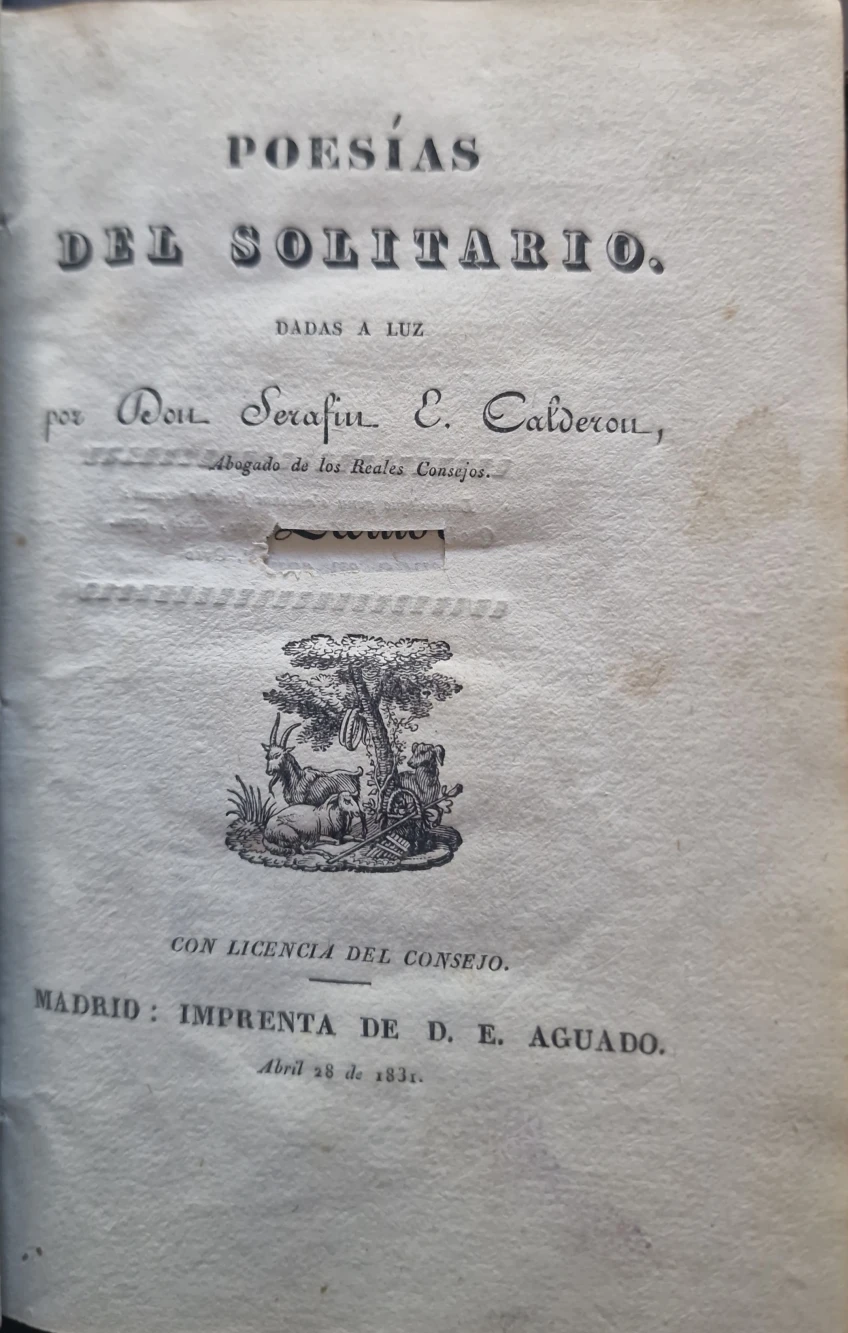 POESÍAS
DEL SOLITARIO.
DADAS A LUZ
por Don Serafin E. Calderon,
Abogado de los Reales Consejos.
CON LICENCIA DEL CONSEJO.
MADRID: IMPRENTA DE D. E. AGUADO.
Abril 28 de 1831.